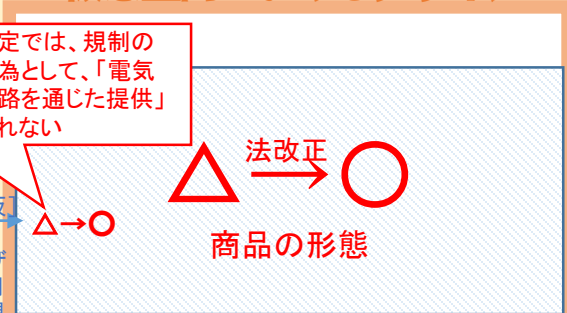 定では、規制の
為として、「電気
路を通じた提供」
れない
法改正
△→○
△→○
商品の形態